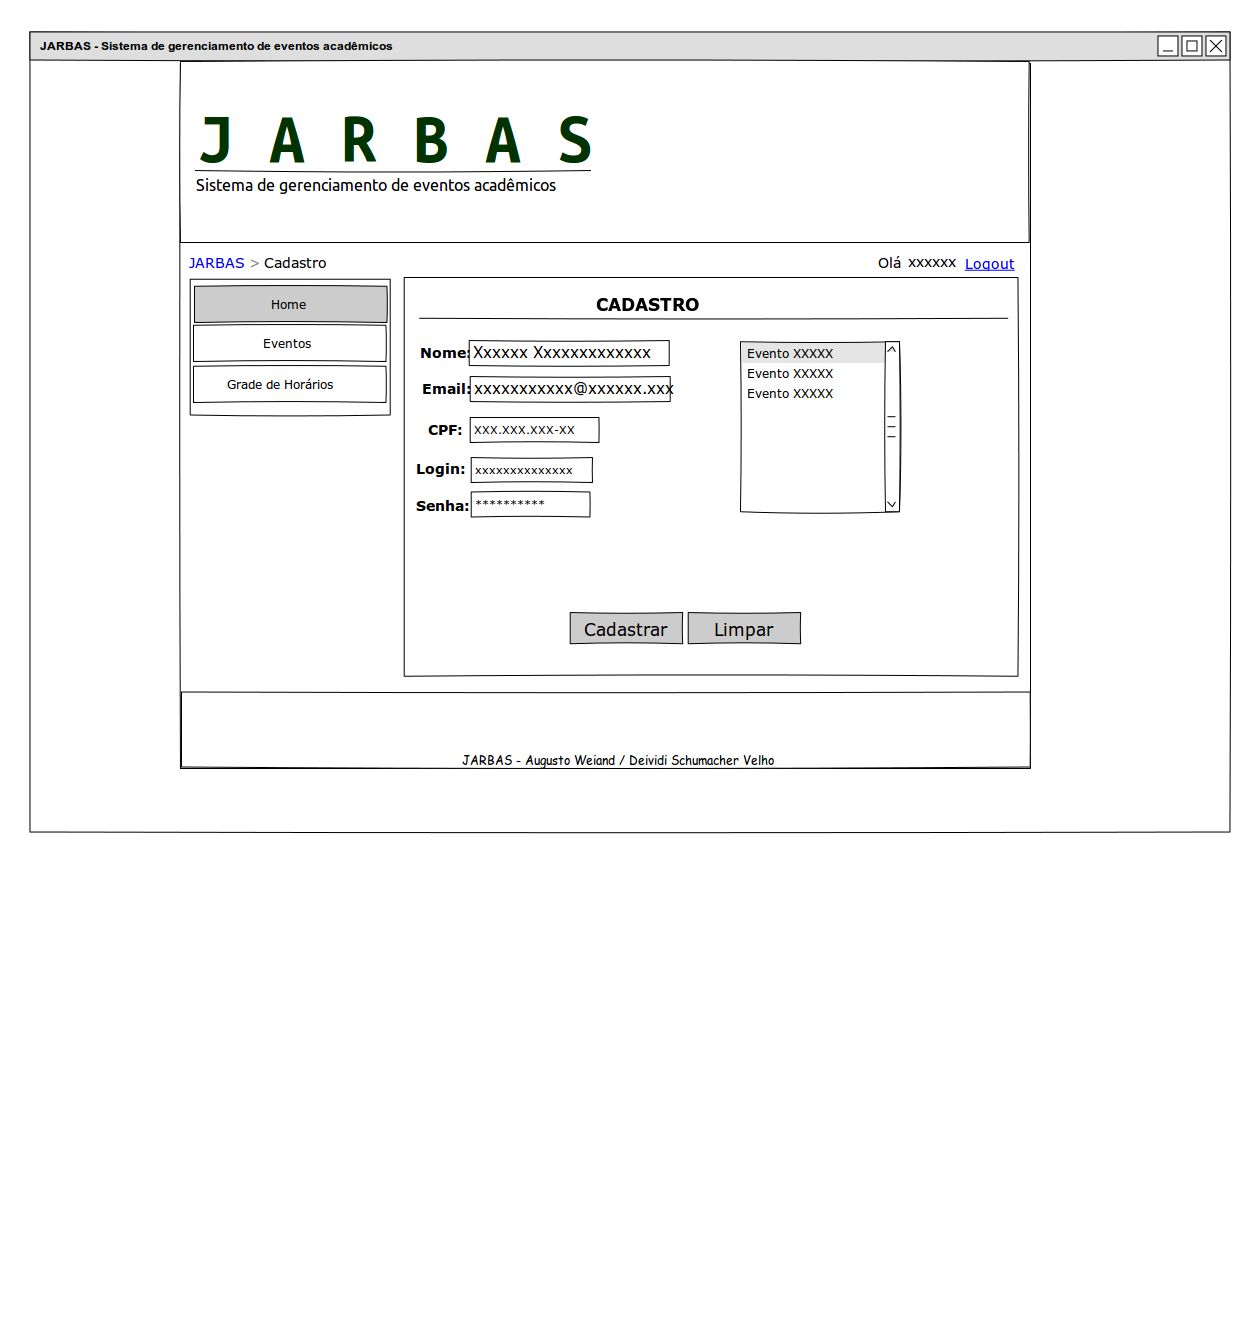 JARBAS - Sistema de gerenciamento de eventos acadêmicos
J A R B A S
Sistema de gerenciamento de eventos acadêmicos
JARBAS > Cadastro
Olá xxxxxx Logout
Home
Eventos
Grade de Horários
CADASTRO
Nome: Xxxxxx Xxxxxxxxxxxxx
Email: xxxxxxxxxxx@xxxxxx.xxx
CPF: XXX.XXX.XXX-XX
Login: xxxxxxxxxxxxxx
Senha: **********
Evento XXXXX
Evento XXXXX
Evento XXXXX
Cadastrar Limpar
JARBAS - Augusto Weiand / Deividi Schumacher Velho